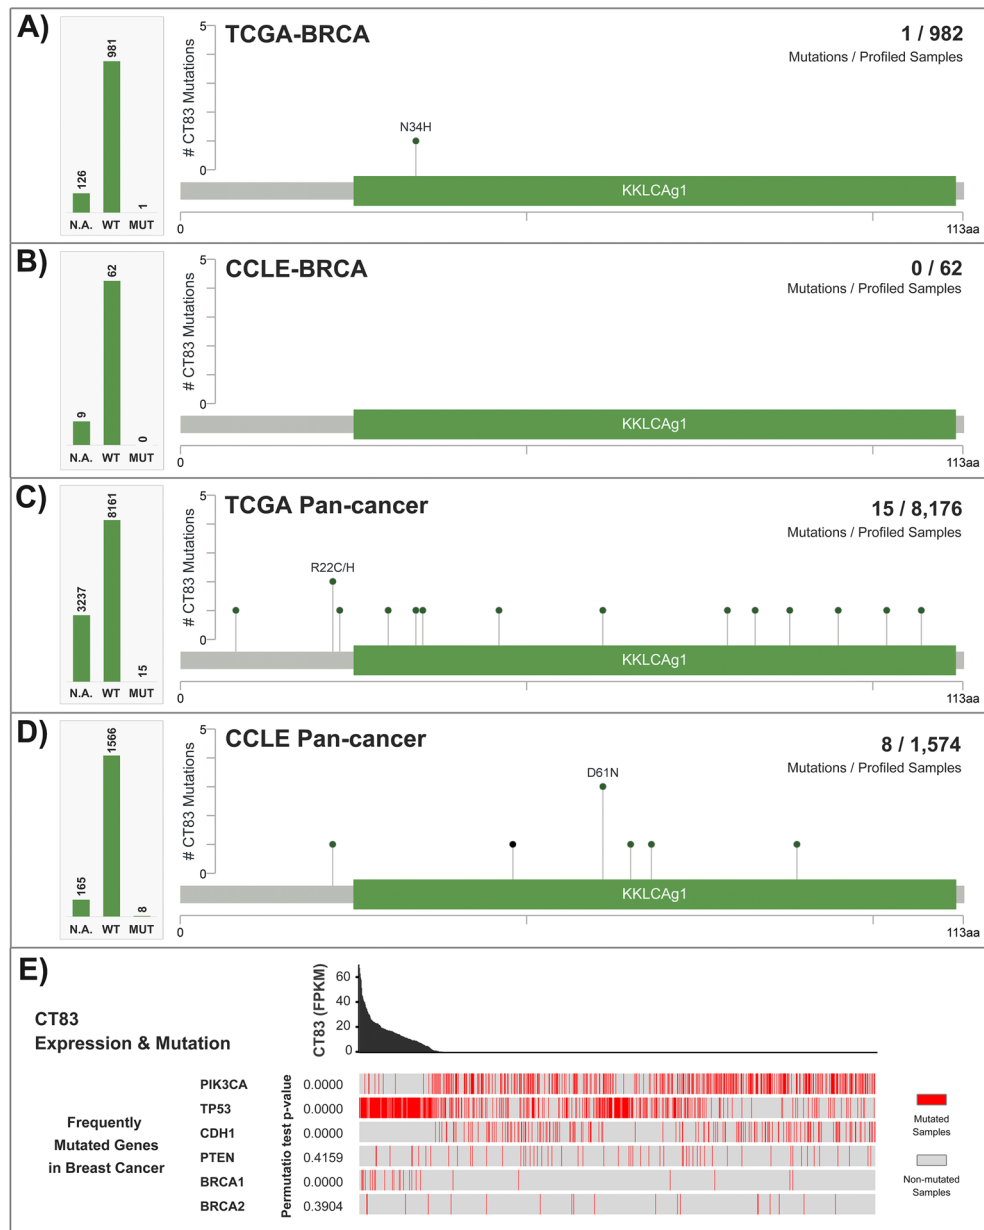 A)
TCGA-BRCA
1 / 982
Mutations / Profiled Samples
126
981
1
N.A.
WT
MUT
# CT83 Mutations
5
0
N34H
KKLCAg1
0
113aa
B)
CCLE-BRCA
0 / 62
Mutations / Profiled Samples
9
62
0
N.A.
WT
MUT
# CT83 Mutations
5
0
KKLCAg1
0
113aa
C)
TCGA Pan-cancer
15 / 8,176
Mutations / Profiled Samples
3237
8161
15
N.A.
WT
MUT
# CT83 Mutations
5
0
R22C/H
KKLCAg1
0
113aa
D)
CCLE Pan-cancer
8 / 1,574
Mutations / Profiled Samples
165
1566
8
N.A.
WT
MUT
# CT83 Mutations
5
0
D61N
KKLCAg1
0
113aa
E)
CT83
Expression & Mutation
CT83 (FPKM)
60
40
20
0
Frequently
Mutated Genes
in Breast Cancer
Permutatio test p-value
PIK3CA 0.0000
TP53 0.0000
CDH1 0.0000
PTEN 0.4159
BRCA1 0.0000
BRCA2 0.3904
Mutated
Samples
Non-mutated
Samples